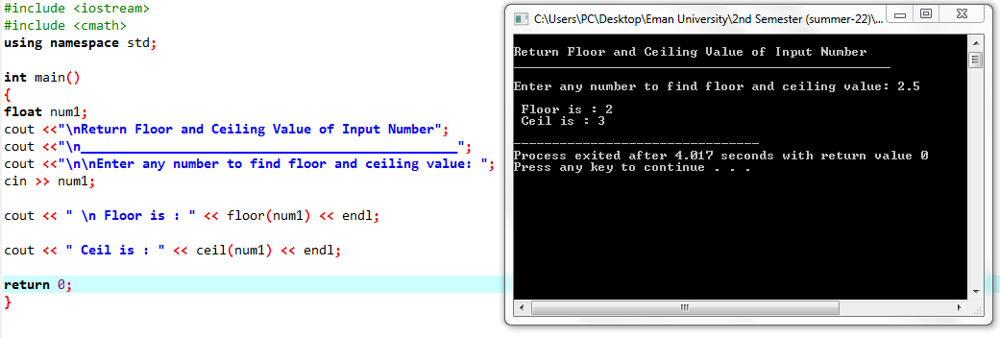 #include <iostream>
#include <cmath>
using namespace std;
int main()
{
float num1;
cout <<"\nReturn Floor and Ceiling Value of Input Number";
cout <<"\n_________________________________________________";
cout <<"\n\nEnter any number to find floor and ceiling value: ";
cin >> num1;
cout << " \n Floor is : " << floor(num1) << endl;
cout << " Ceil is : " << ceil(num1) << endl;
return 0;
}
C:\Users\PC\Desktop\Eman University\2nd Semester (summer-22)\...
Return Floor and Ceiling Value of Input Number
_________________________________________________
Enter any number to find floor and ceiling value: 2.5
Floor is : 2
Ceil is : 3
--------------------------------
Process exited after 4.017 seconds with return value 0
Press any key to continue . . .